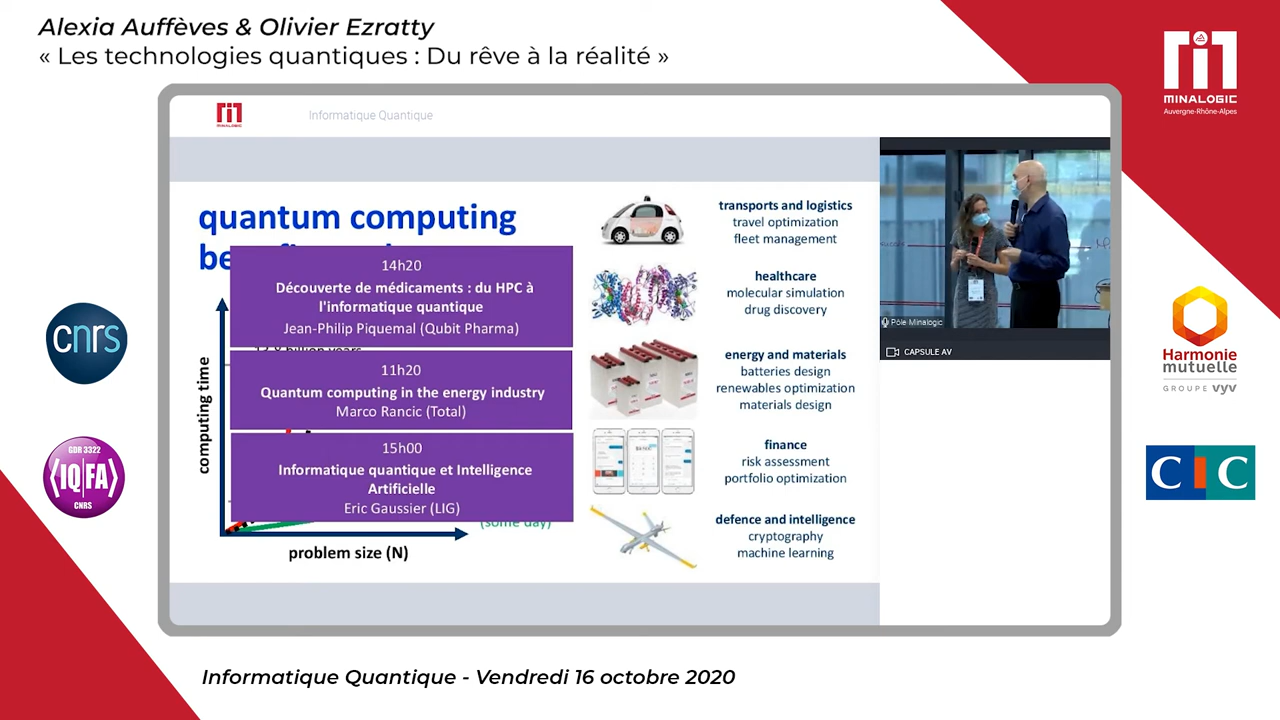 Alexia Auffèves & Olivier Ezratty
« Les technologies quantiques : Du rêve à la réalité »
MINALOGIC
Auvergne-Rhône-Alpes
MINALOGIC
Informatique Quantique
quantum computing
be
14h20
Découverte de médicaments : du HPC à
l'informatique quantique
Jean-Philip Piquemal (Qubit Pharma)
11h20
Quantum computing in the energy industry
Marco Rancic (Total)
15h00
Informatique quantique et Intelligence
Artificielle
Eric Gaussier (LIG)
(some day)
computing time
problem size (N)
transports and logistics
travel optimization
fleet management
healthcare
molecular simulation
drug discovery
energy and materials
batteries design
renewables optimization
materials design
finance
risk assessment
portfolio optimization
defence and intelligence
cryptography
machine learning
Pôle Minalogic
CAPSULE AV
cnrs
GDR 3322
IQ|FA
CNRS
Harmonie
mutuelle
GROUPE vyv
CIC
Informatique Quantique - Vendredi 16 octobre 2020